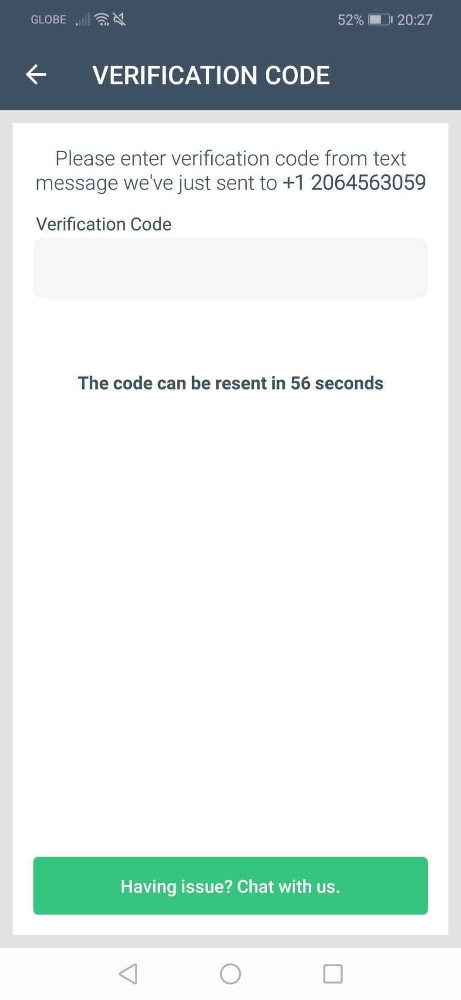 GLOBE 52% 20:27
VERIFICATION CODE
Please enter verification code from text
message we've just sent to +1 2064563059
Verification Code
The code can be resent in 56 seconds
Having issue? Chat with us.